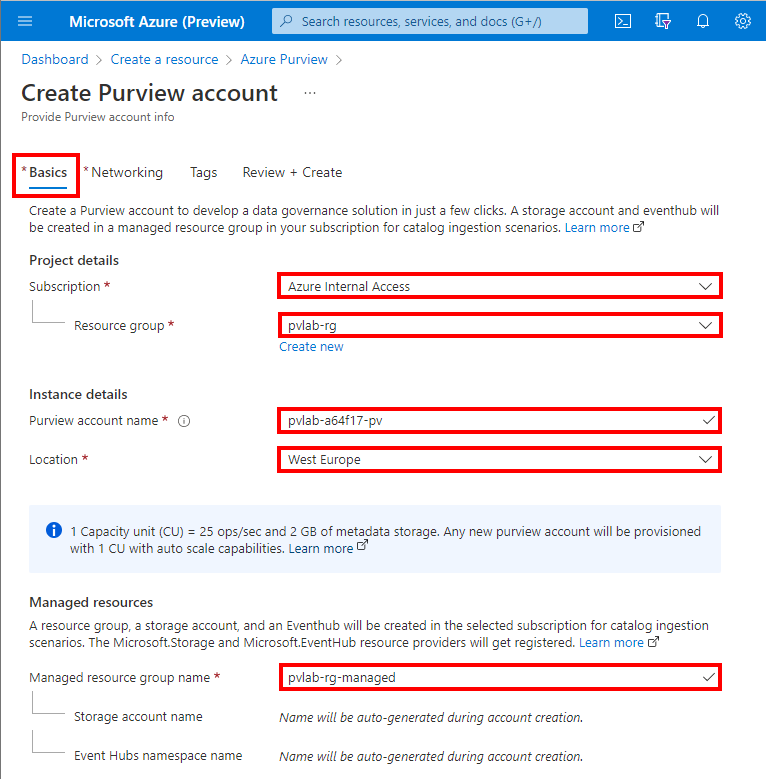 Microsoft Azure (Preview)
Search resources, services, and docs (G+/)
Dashboard > Create a resource > Azure Purview >
Create Purview account ...
Provide Purview account info
* Basics * Networking Tags Review + Create
Create a Purview account to develop a data governance solution in just a few clicks. A storage account and eventhub will
be created in a managed resource group in your subscription for catalog ingestion scenarios. Learn more
Project details
Subscription * Azure Internal Access
Resource group * pvlab-rg
Create new
Instance details
Purview account name * pvlab-a64f17-pv
Location * West Europe
1 Capacity unit (CU) = 25 ops/sec and 2 GB of metadata storage. Any new purview account will be provisioned
with 1 CU with auto scale capabilities. Learn more
Managed resources
A resource group, a storage account, and an Eventhub will be created in the selected subscription for catalog ingestion
scenarios. The Microsoft.Storage and Microsoft.EventHub resource providers will get registered. Learn more
Managed resource group name * pvlab-rg-managed
Storage account name Name will be auto-generated during account creation.
Event Hubs namespace name Name will be auto-generated during account creation.